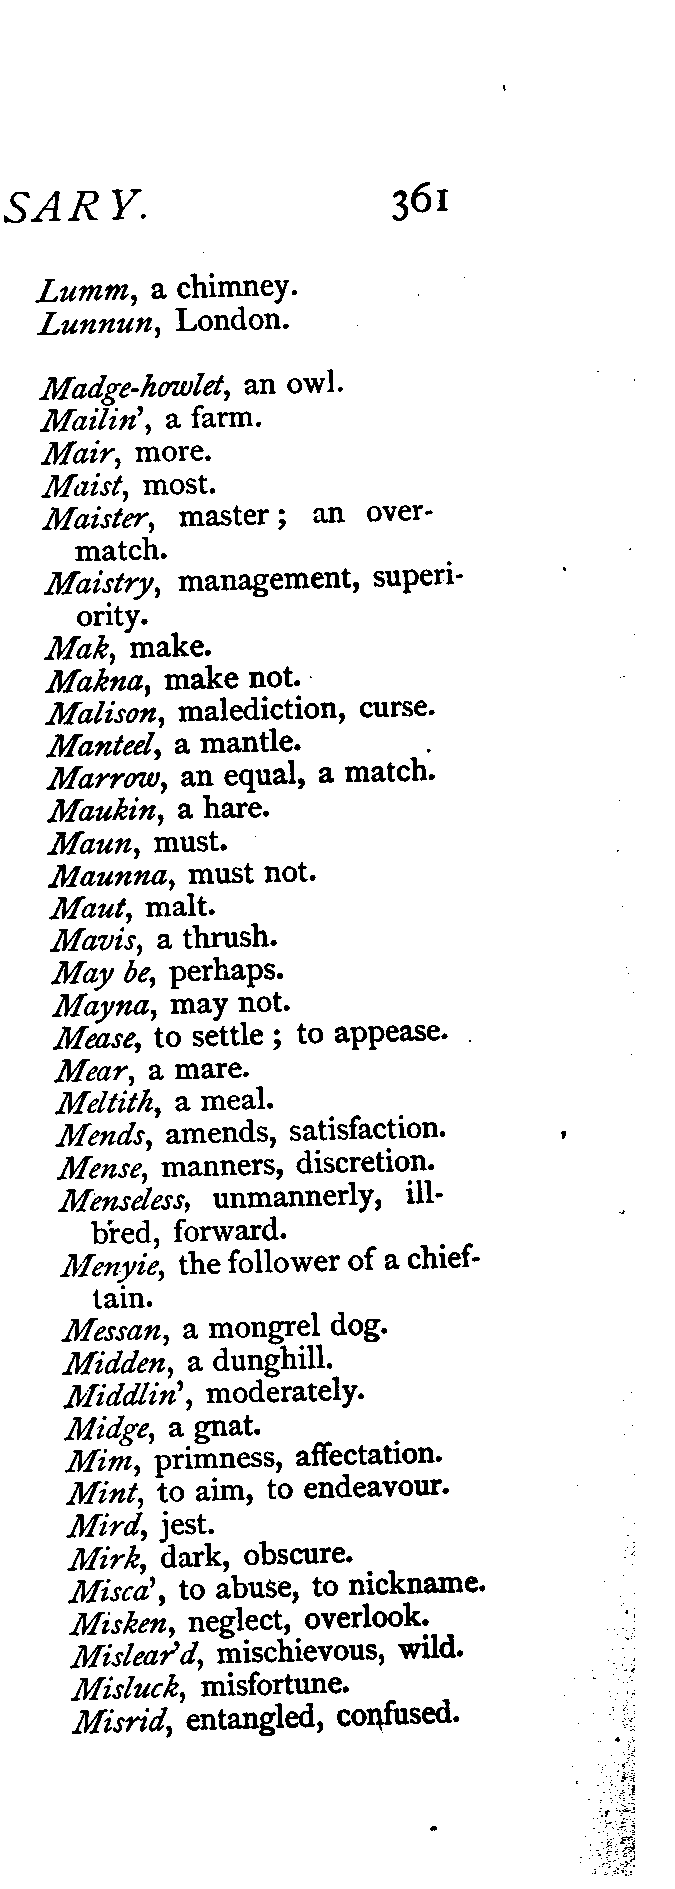 SARY. 361
Lumm, a chimney.
Lunnun, London.
Madge-howlet, an owl.
Mailin’, a farm.
Mair, more.
Maist, most.
Maister, master ; an over-
match.
Maistry, management, superi-
ority.
Mak, make.
Makna, make not.
Malison, malediction, curse.
Manteel, a mantle.
Marrow, an equal, a match.
Maukin, a hare.
Maun, must.
Maunna, must not.
Maut, malt.
Mavis, a thrush.
May be, perhaps.
Mayna, may not.
Mease, to settle ; to appease.
Mear, a mare.
Meltith, a meal.
Mends, amends, satisfaction.
Mense, manners, discretion.
Menseless, unmannerly, ill-
bred, forward.
Menyie, the follower of a chief-
tain.
Messan, a mongrel dog.
Midden, a dunghill.
Middlin’, moderately.
Midge, a gnat.
Mim, primness, affectation.
Mint, to aim, to endeavour.
Mird, jest.
Mirk, dark, obscure.
Misca’, to abuse, to nickname.
Misken, neglect, overlook.
Mislear’d, mischievous, wild.
Misluck, misfortune.
Misrid, entangled, confused.